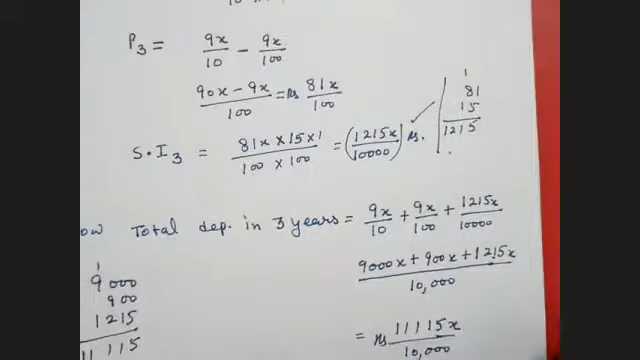 P3 = 9x/10 - 9x/100
90x - 9x/100 = Rs 81x/100
1
81
15
1215
S.I3 = 81x × 15 × 1/100 × 100 = (1215x/10000) Rs.
ow Total dep. in 3 years = 9x/10 + 9x/100 + 1215x/10000
9000x + 900x + 1215x/10,000
= Rs 11115x/10,000
1
9000
900
1215
11115